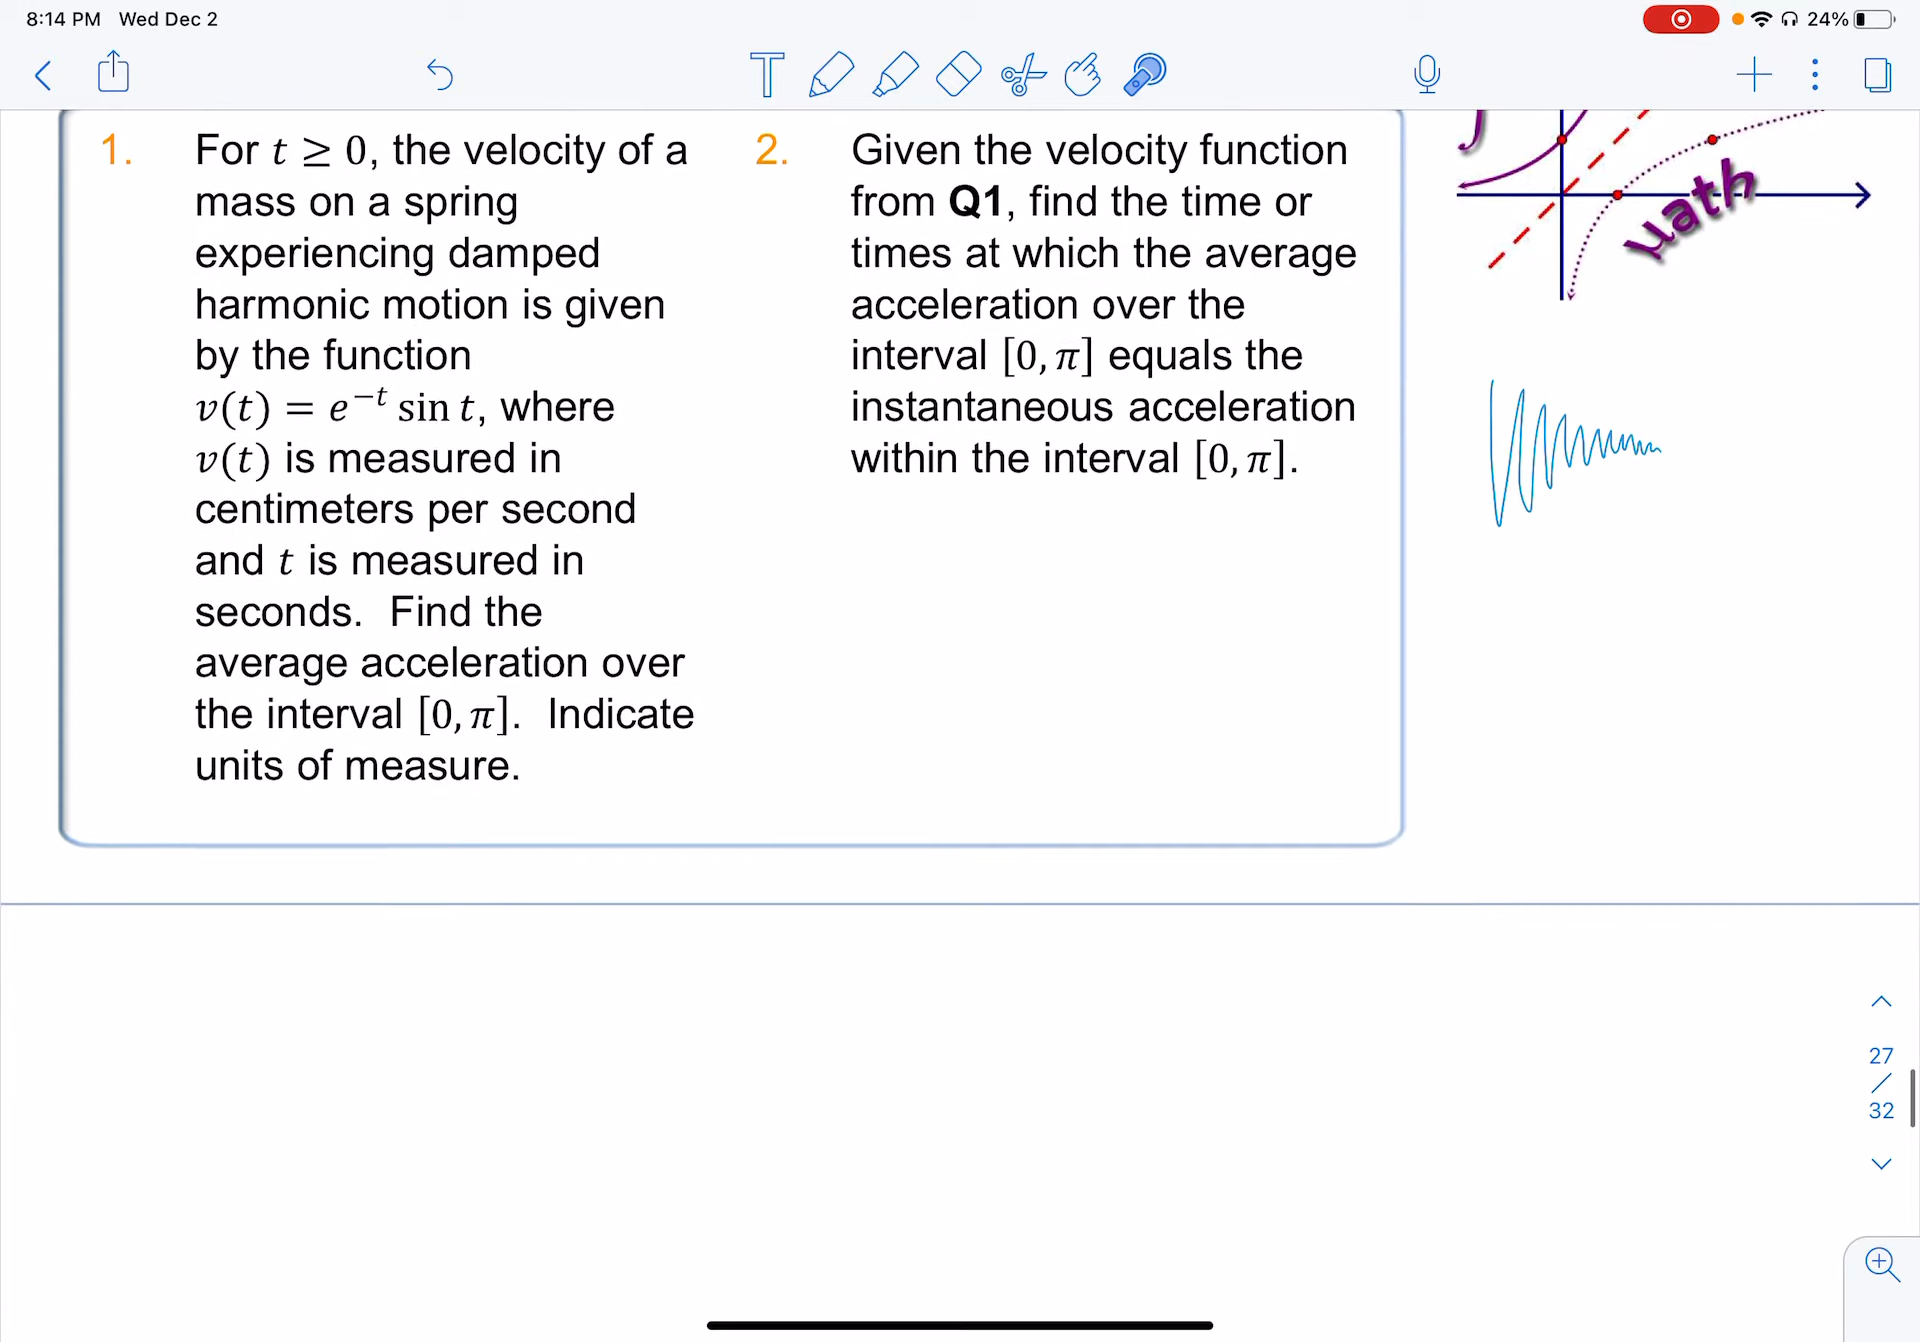 8:14 PM Wed Dec 2
24%
1.
For t ≥ 0, the velocity of a
mass on a spring
experiencing damped
harmonic motion is given
by the function
v(t) = e^{−t} sin t, where
v(t) is measured in
centimeters per second
and t is measured in
seconds. Find the
average acceleration over
the interval [0, π]. Indicate
units of measure.
2.
Given the velocity function
from Q1, find the time or
times at which the average
acceleration over the
interval [0, π] equals the
instantaneous acceleration
within the interval [0, π].
math
27
/
32